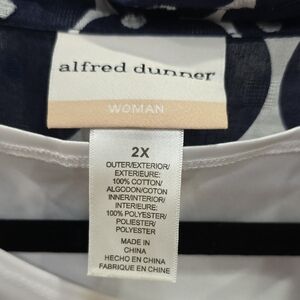 alfred dunner
WOMAN
2X
OUTER/EXTERIOR/
EXTERIEURE:
100% COTTON/
ALGODON/COTON
INNER/INTERIOR/
INTERIEURE:
100% POLYESTER/
POLIESTER/
POLYESTER
MADE IN
CHINA
HECHO EN CHINA
FABRIQUE EN CHINE